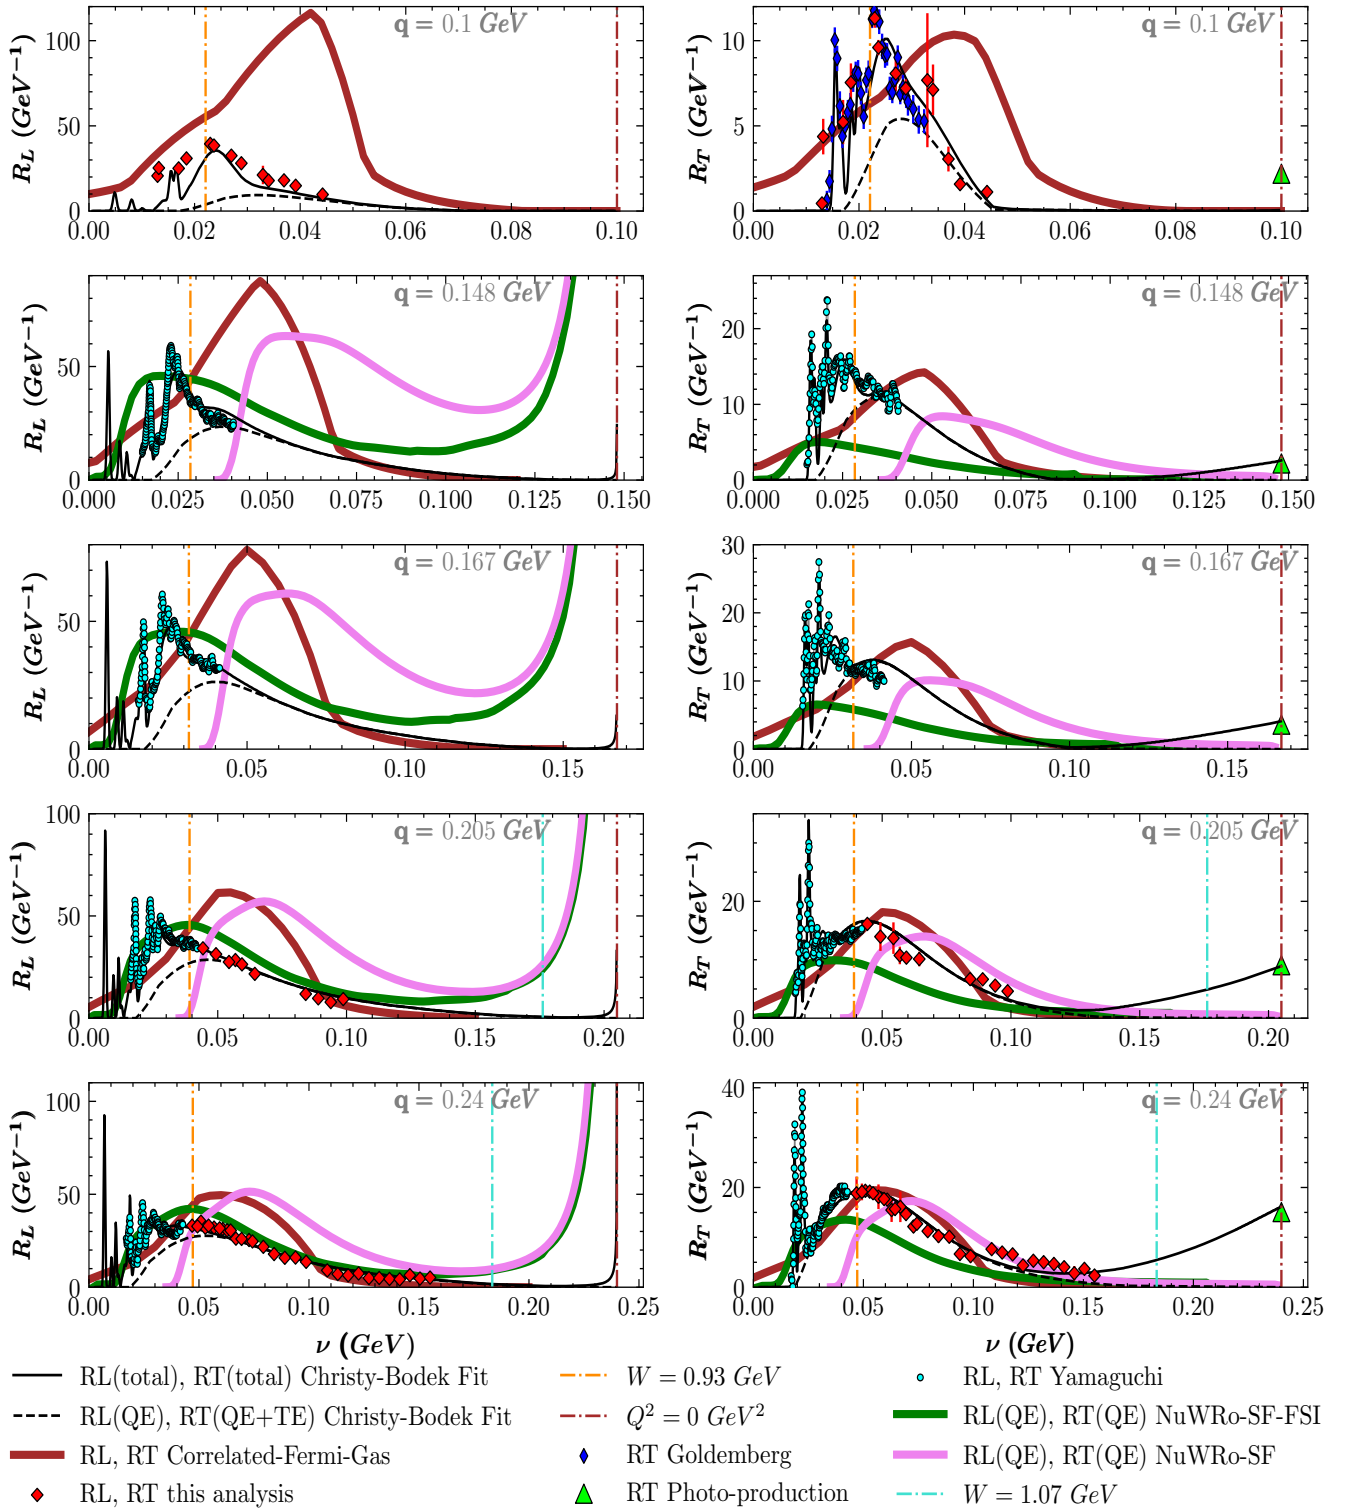 R_L (GeV⁻¹)
100
50
0
q = 0.1 GeV
0.00 0.02 0.04 0.06 0.08 0.10
R_T (GeV⁻¹)
10
5
0
q = 0.1 GeV
0.00 0.02 0.04 0.06 0.08 0.10
R_L (GeV⁻¹)
50
0
q = 0.148 GeV
0.000 0.025 0.050 0.075 0.100 0.125 0.150
R_T (GeV⁻¹)
20
10
0
q = 0.148 GeV
0.000 0.025 0.050 0.075 0.100 0.125 0.150
R_L (GeV⁻¹)
50
0
q = 0.167 GeV
0.00 0.05 0.10 0.15
R_T (GeV⁻¹)
30
20
10
0
q = 0.167 GeV
0.00 0.05 0.10 0.15
R_L (GeV⁻¹)
100
50
0
q = 0.205 GeV
0.00 0.05 0.10 0.15 0.20
R_T (GeV⁻¹)
20
0
q = 0.205 GeV
0.00 0.05 0.10 0.15 0.20
R_L (GeV⁻¹)
100
50
0
q = 0.24 GeV
0.00 0.05 0.10 0.15 0.20 0.25
ν (GeV)
R_T (GeV⁻¹)
40
20
0
q = 0.24 GeV
0.00 0.05 0.10 0.15 0.20 0.25
ν (GeV)
RL(total), RT(total) Christy-Bodek Fit
RL(QE), RT(QE+TE) Christy-Bodek Fit
RL, RT Correlated-Fermi-Gas
RL, RT this analysis
W = 0.93 GeV
Q² = 0 GeV²
RT Goldemberg
RT Photo-production
RL, RT Yamaguchi
RL(QE), RT(QE) NuWRo-SF-FSI
RL(QE), RT(QE) NuWRo-SF
W = 1.07 GeV